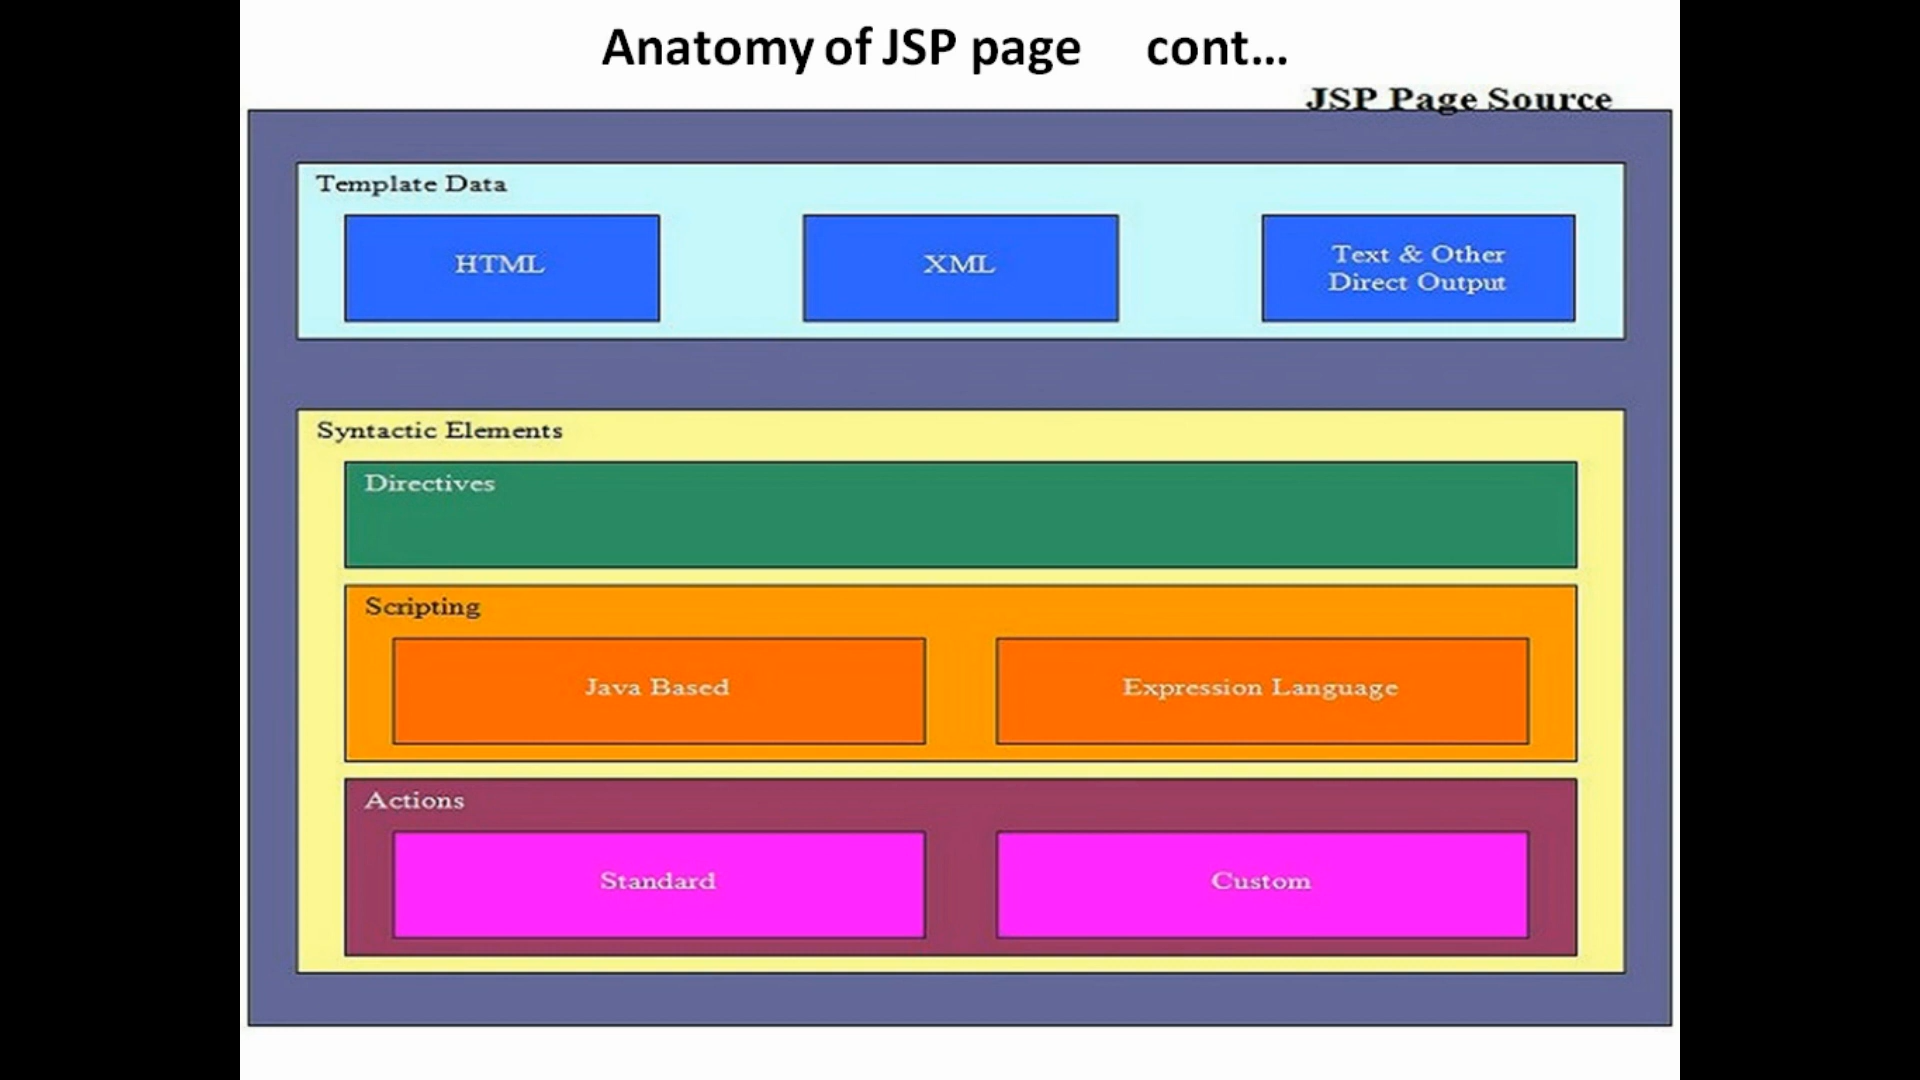 Anatomy of JSP page cont...
JSP Page Source
Template Data
HTML
XML
Text & Other
Direct Output
Syntactic Elements
Directives
Scripting
Java Based
Expression Language
Actions
Standard
Custom